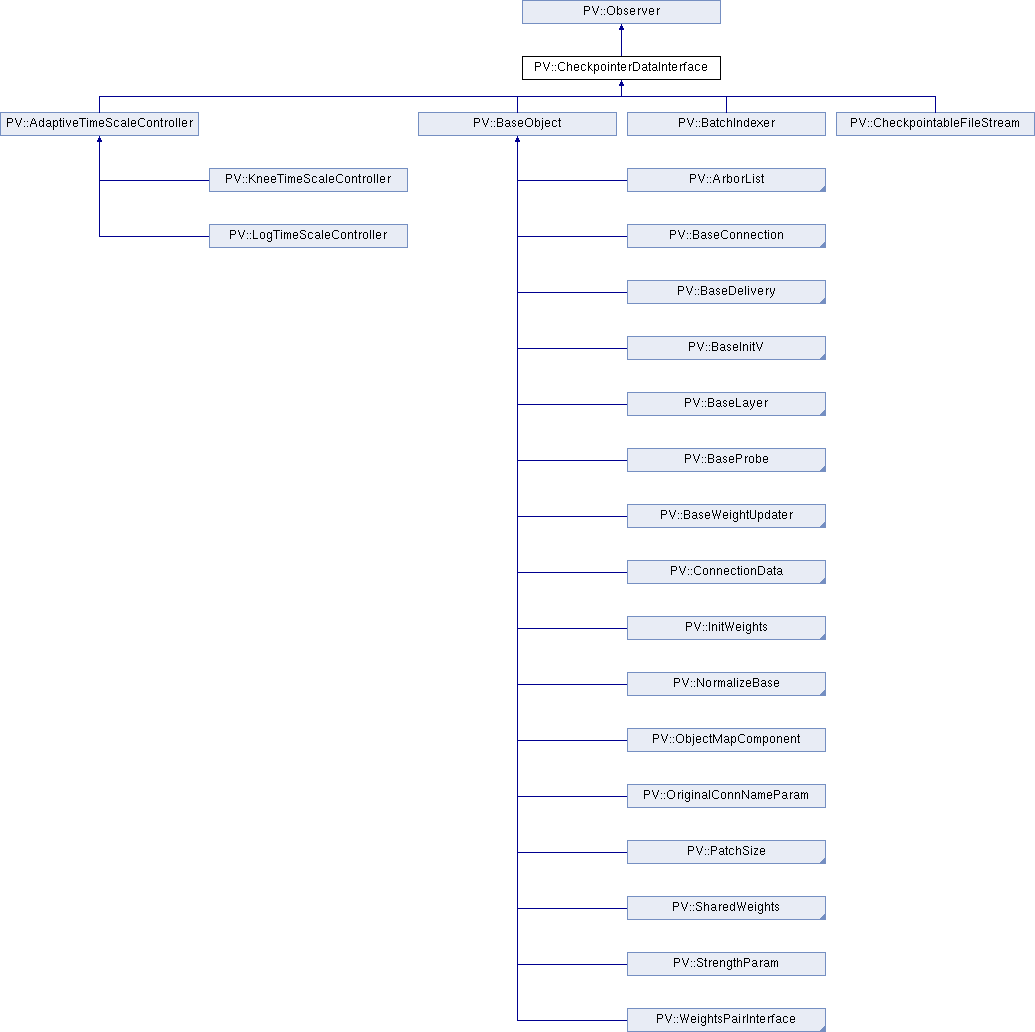 PV::Observer
PV::CheckpointerDataInterface
PV::AdaptiveTimeScaleController
PV::BaseObject
PV::BatchIndexer
PV::CheckpointableFileStream
PV::KneeTimeScaleController
PV::ArborList
PV::LogTimeScaleController
PV::BaseConnection
PV::BaseDelivery
PV::BaseInitV
PV::BaseLayer
PV::BaseProbe
PV::BaseWeightUpdater
PV::ConnectionData
PV::InitWeights
PV::NormalizeBase
PV::ObjectMapComponent
PV::OriginalConnNameParam
PV::PatchSize
PV::SharedWeights
PV::StrengthParam
PV::WeightsPairInterface